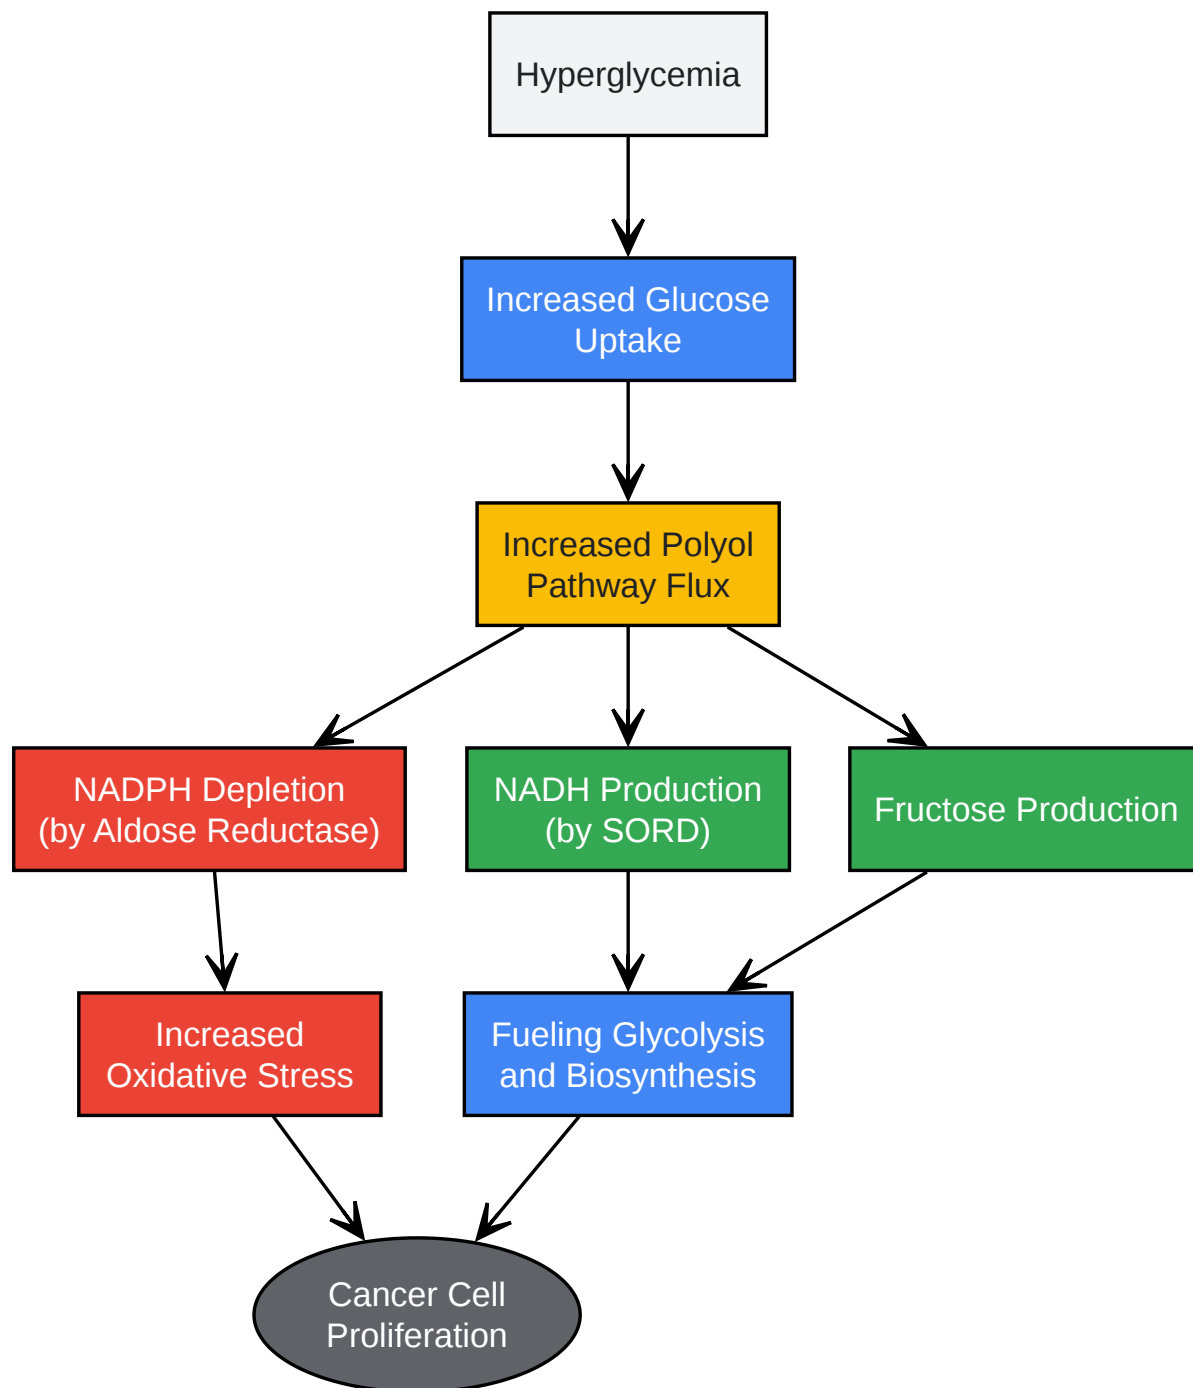 Hyperglycemia
Increased Glucose
Uptake
Increased Polyol
Pathway Flux
NADPH Depletion
(by Aldose Reductase)
NADH Production
(by SORD)
Fructose Production
Increased
Oxidative Stress
Fueling Glycolysis
and Biosynthesis
Cancer Cell
Proliferation